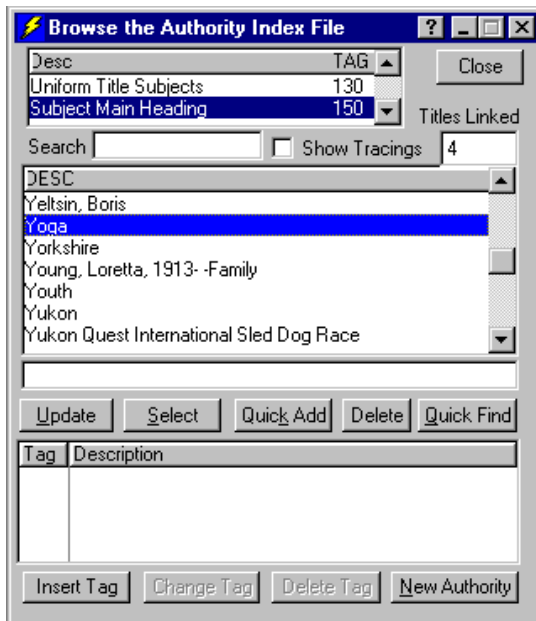 Browse the Authority Index File
Desc TAG
Close
Uniform Title Subjects 130
Subject Main Heading 150
Titles Linked
Search Show Tracings 4
DESC
Yeltsin, Boris
Yoga
Yorkshire
Young, Loretta, 1913- -Family
Youth
Yukon
Yukon Quest International Sled Dog Race
Update Select Quick Add Delete Quick Find
Tag Description
Insert Tag Change Tag Delete Tag New Authority